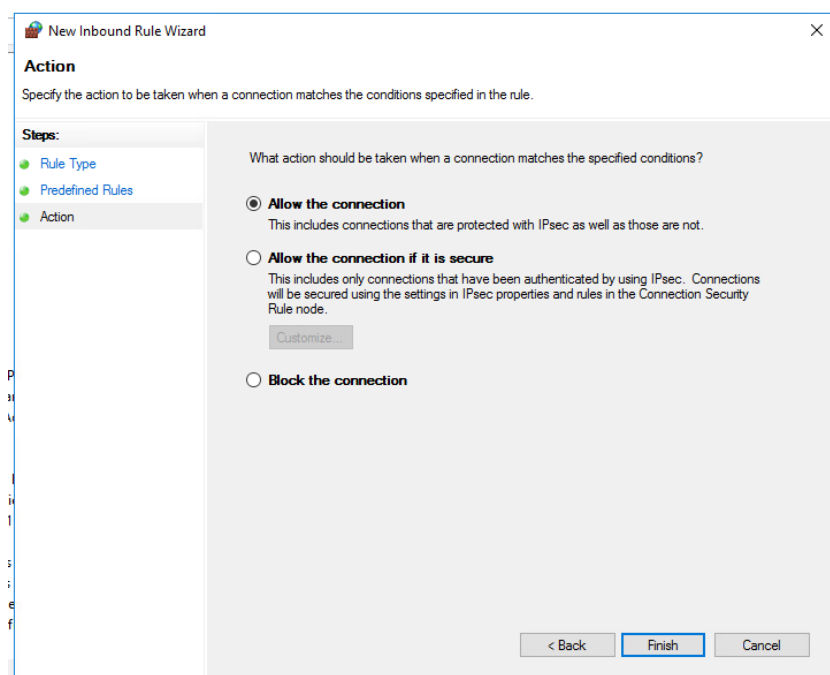 New Inbound Rule Wizard
Action
Specify the action to be taken when a connection matches the conditions specified in the rule.
Steps:
Rule Type
Predefined Rules
Action
What action should be taken when a connection matches the specified conditions?
Allow the connection
This includes connections that are protected with IPsec as well as those are not.
Allow the connection if it is secure
This includes only connections that have been authenticated by using IPsec. Connections
will be secured using the settings in IPsec properties and rules in the Connection Security
Rule node.
Customize...
Block the connection
< Back
Finish
Cancel